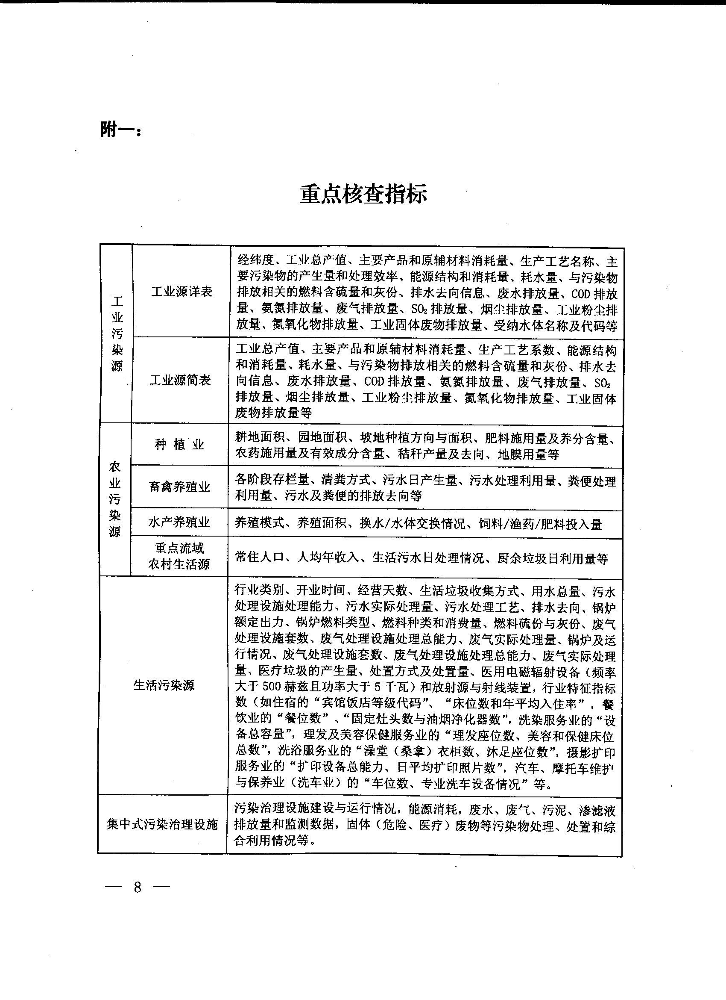 附一：
重点核查指标
工业污染源
工业源详表
经纬度、工业总产值、主要产品和原辅材料消耗量、生产工艺名称、主
要污染物的产生量和处理效率、能源结构和消耗量、耗水量、与污染物
排放相关的燃料含硫量和灰份、排水去向信息、废水排放量、COD 排放
量、氨氮排放量、废气排放量、SO₂ 排放量、烟尘排放量、工业粉尘排
放量、氮氧化物排放量、工业固体废物排放量、受纳水体名称及代码等
工业源简表
工业总产值、主要产品和原辅材料消耗量、生产工艺系数、能源结构
和消耗量、耗水量、与污染物排放相关的燃料含硫量和灰份、排水去
向信息、废水排放量、COD 排放量、氨氮排放量、废气排放量、SO₂
排放量、烟尘排放量、工业粉尘排放量、氮氧化物排放量、工业固体
废物排放量等
农业污染源
种 植 业
耕地面积、园地面积、坡地种植方向与面积、肥料施用量及养分含量、
农药施用量及有效成分含量、秸秆产量及去向、地膜用量等
畜禽养殖业
各阶段存栏量、清粪方式、污水日产生量、污水处理利用量、粪便处理
利用量、污水及粪便的排放去向等
水产养殖业
养殖模式、养殖面积、换水/水体交换情况、饲料/渔药/肥料投入量
重点流域
农村生活源
常住人口、人均年收入、生活污水日处理情况、厨余垃圾日利用量等
生活污染源
行业类别、开业时间、经营天数、生活垃圾收集方式、用水总量、污水
处理设施处理能力、污水实际处理量、污水处理工艺、排水去向、锅炉
额定出力、锅炉燃料类型、燃料种类和消费量、燃料硫份与灰份、废气
处理设施套数、废气处理设施处理总能力、废气实际处理量、锅炉及运
行情况、废气处理设施套数、废气处理设施处理总能力、废气实际处理
量、医疗垃圾的产生量、处置方式及处置量、医用电磁辐射设备（频率
大于 500 赫兹且功率大于 5 千瓦）和放射源与射线装置，行业特征指标
数（如住宿的“宾馆饭店等级代码”、“床位数和年平均入住率”，餐
饮业的“餐位数”、“固定灶头数与油烟净化器数”，洗染服务业的“设
备总容量”，理发及美容保健服务业的“理发座位数、美容和保健床位
总数”，洗浴服务业的“澡堂（桑拿）衣柜数、沐足座位数”，摄影扩印
服务业的“扩印设备总能力、日平均扩印照片数”，汽车、摩托车维护
与保养业（洗车业）的“车位数、专业洗车设备情况”等。
集中式污染治理设施
污染治理设施建设与运行情况，能源消耗，废水、废气、污泥、渗滤液
排放量和监测数据，固体（危险、医疗）废物等污染物处理、处置和综
合利用情况等。
— 8 —